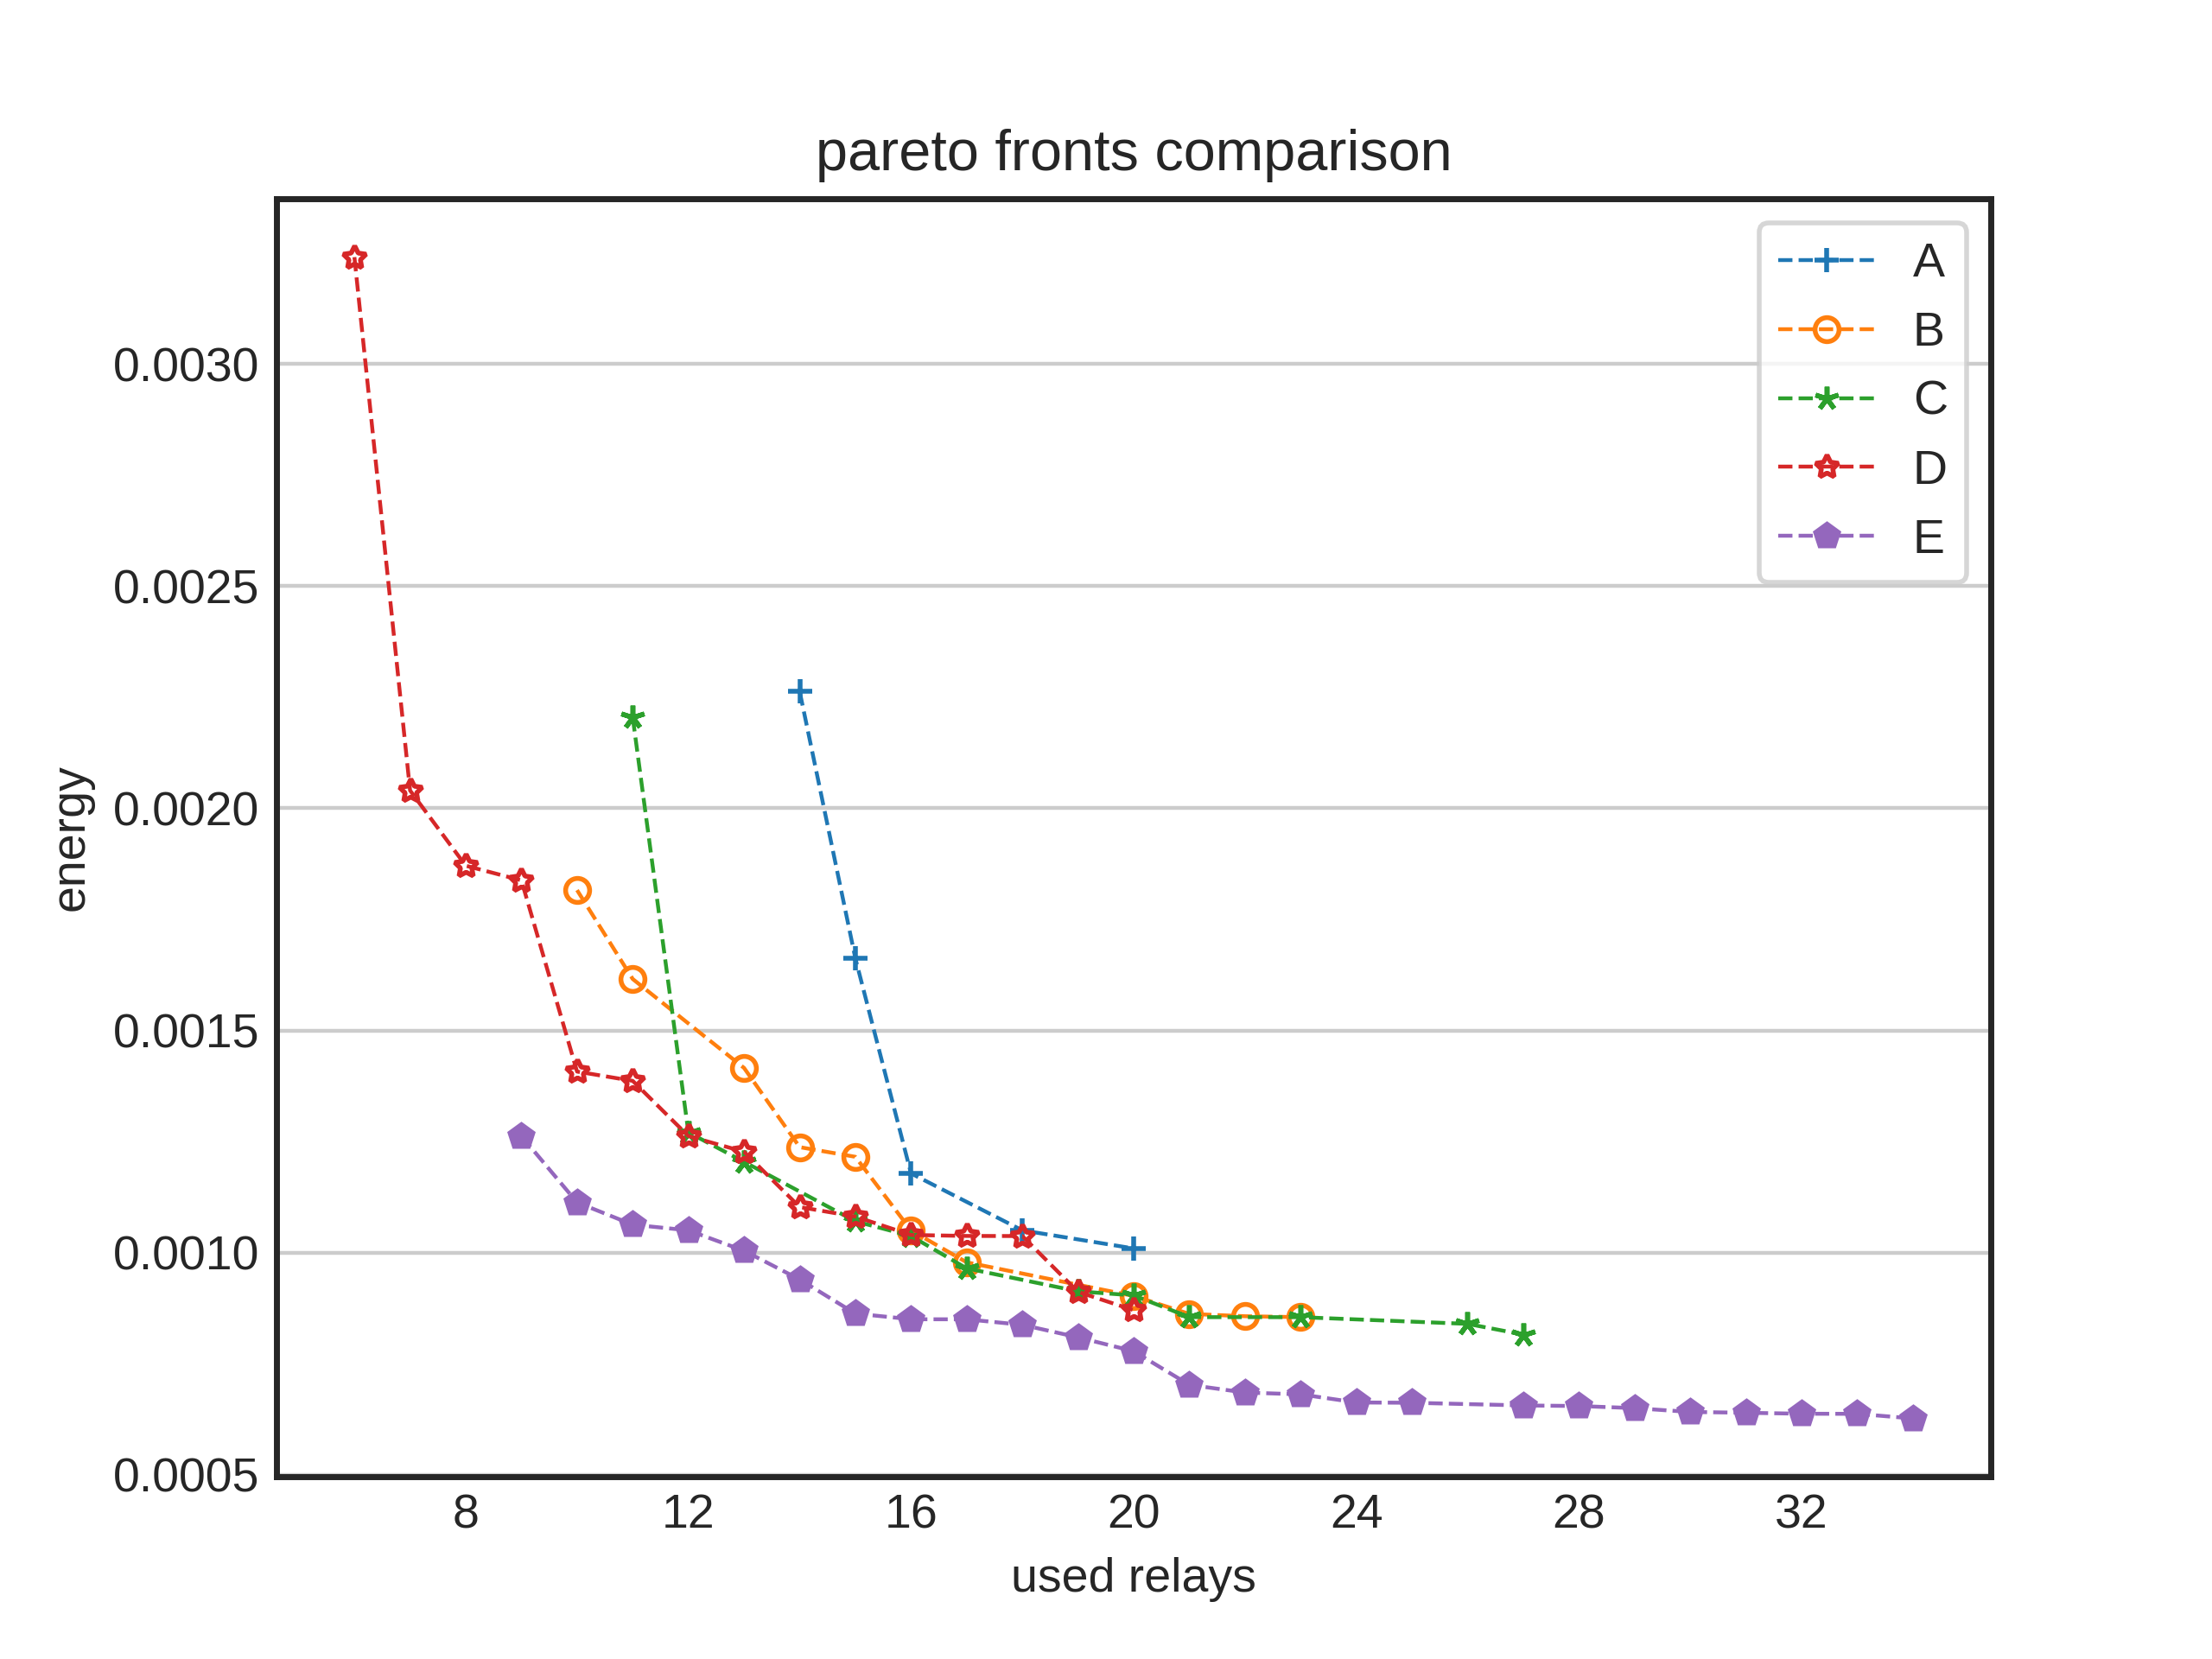 pareto fronts comparison
A
B
C
D
E
0.0030
0.0025
0.0020
0.0015
0.0010
0.0005
energy
8 12 16 20 24 28 32
used relays